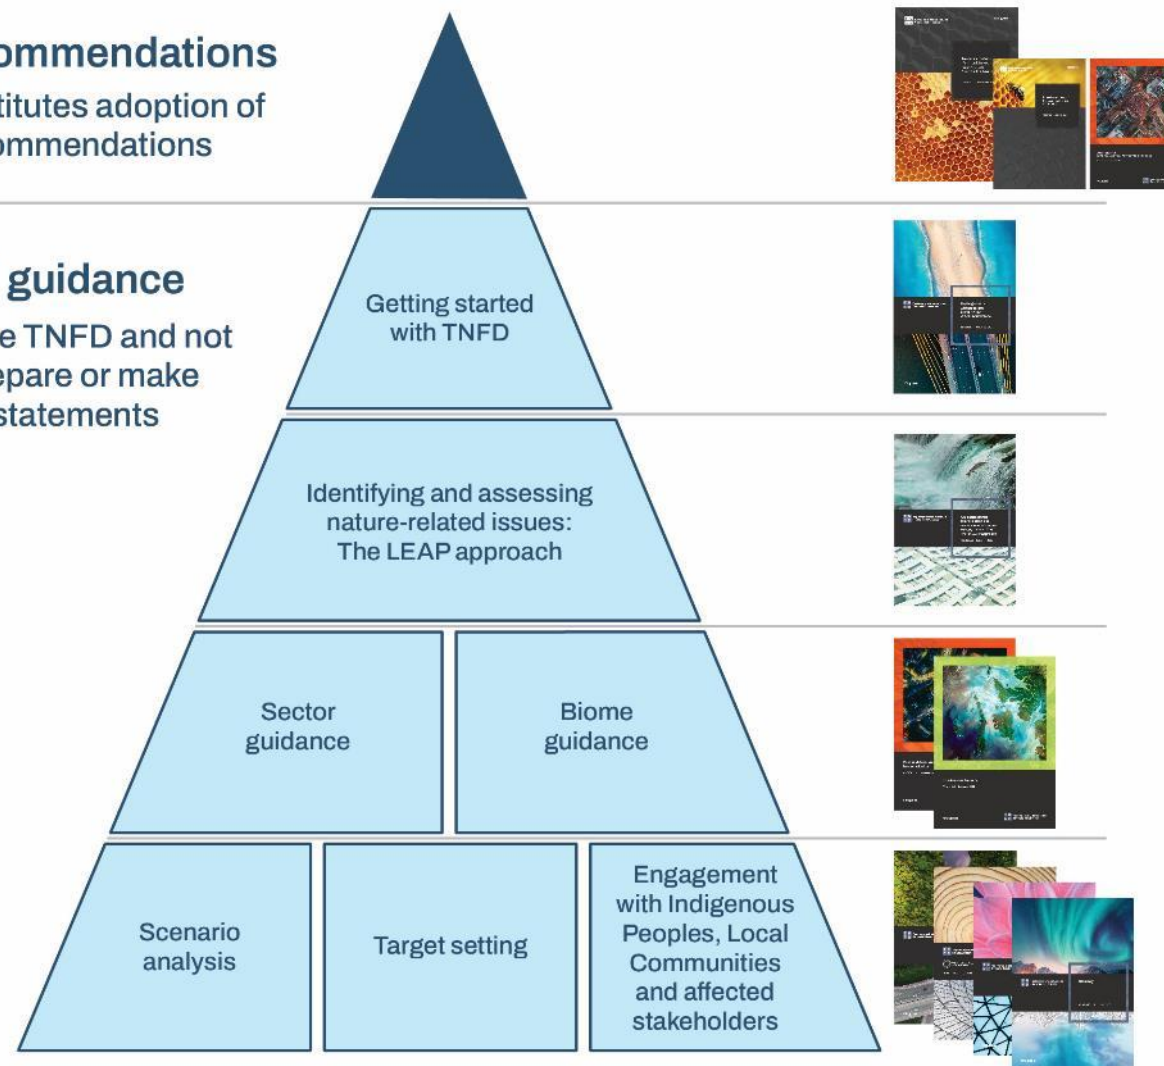 ommendations
titutes adoption of
ommendations
guidance
e TNFD and not
epare or make
statements
Getting started
with TNFD
Identifying and assessing
nature-related issues:
The LEAP approach
Sector
guidance
Biome
guidance
Scenario
analysis
Target setting
Engagement
with Indigenous
Peoples, Local
Communities
and affected
stakeholders